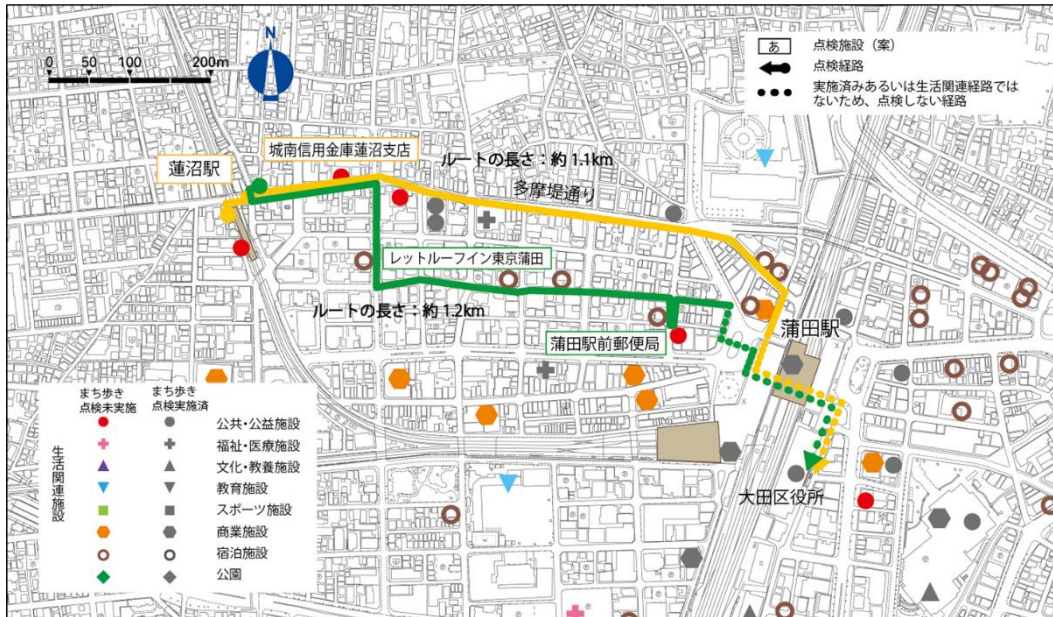 N
0 50 100 200m
あ 点検施設（案）
点検経路
実施済みあるいは生活関連経路では
ないため、点検しない経路
蓮沼駅
城南信用金庫蓮沼支店
ルートの長さ：約 1.1km
多摩堤通り
レットルーフイン東京蒲田
ルートの長さ：約 1.2km
蒲田駅前郵便局
蒲田駅
大田区役所
まち歩き
点検未実施
まち歩き
点検実施済
生活関連施設
公共・公益施設
福祉・医療施設
文化・教養施設
教育施設
スポーツ施設
商業施設
宿泊施設
公園